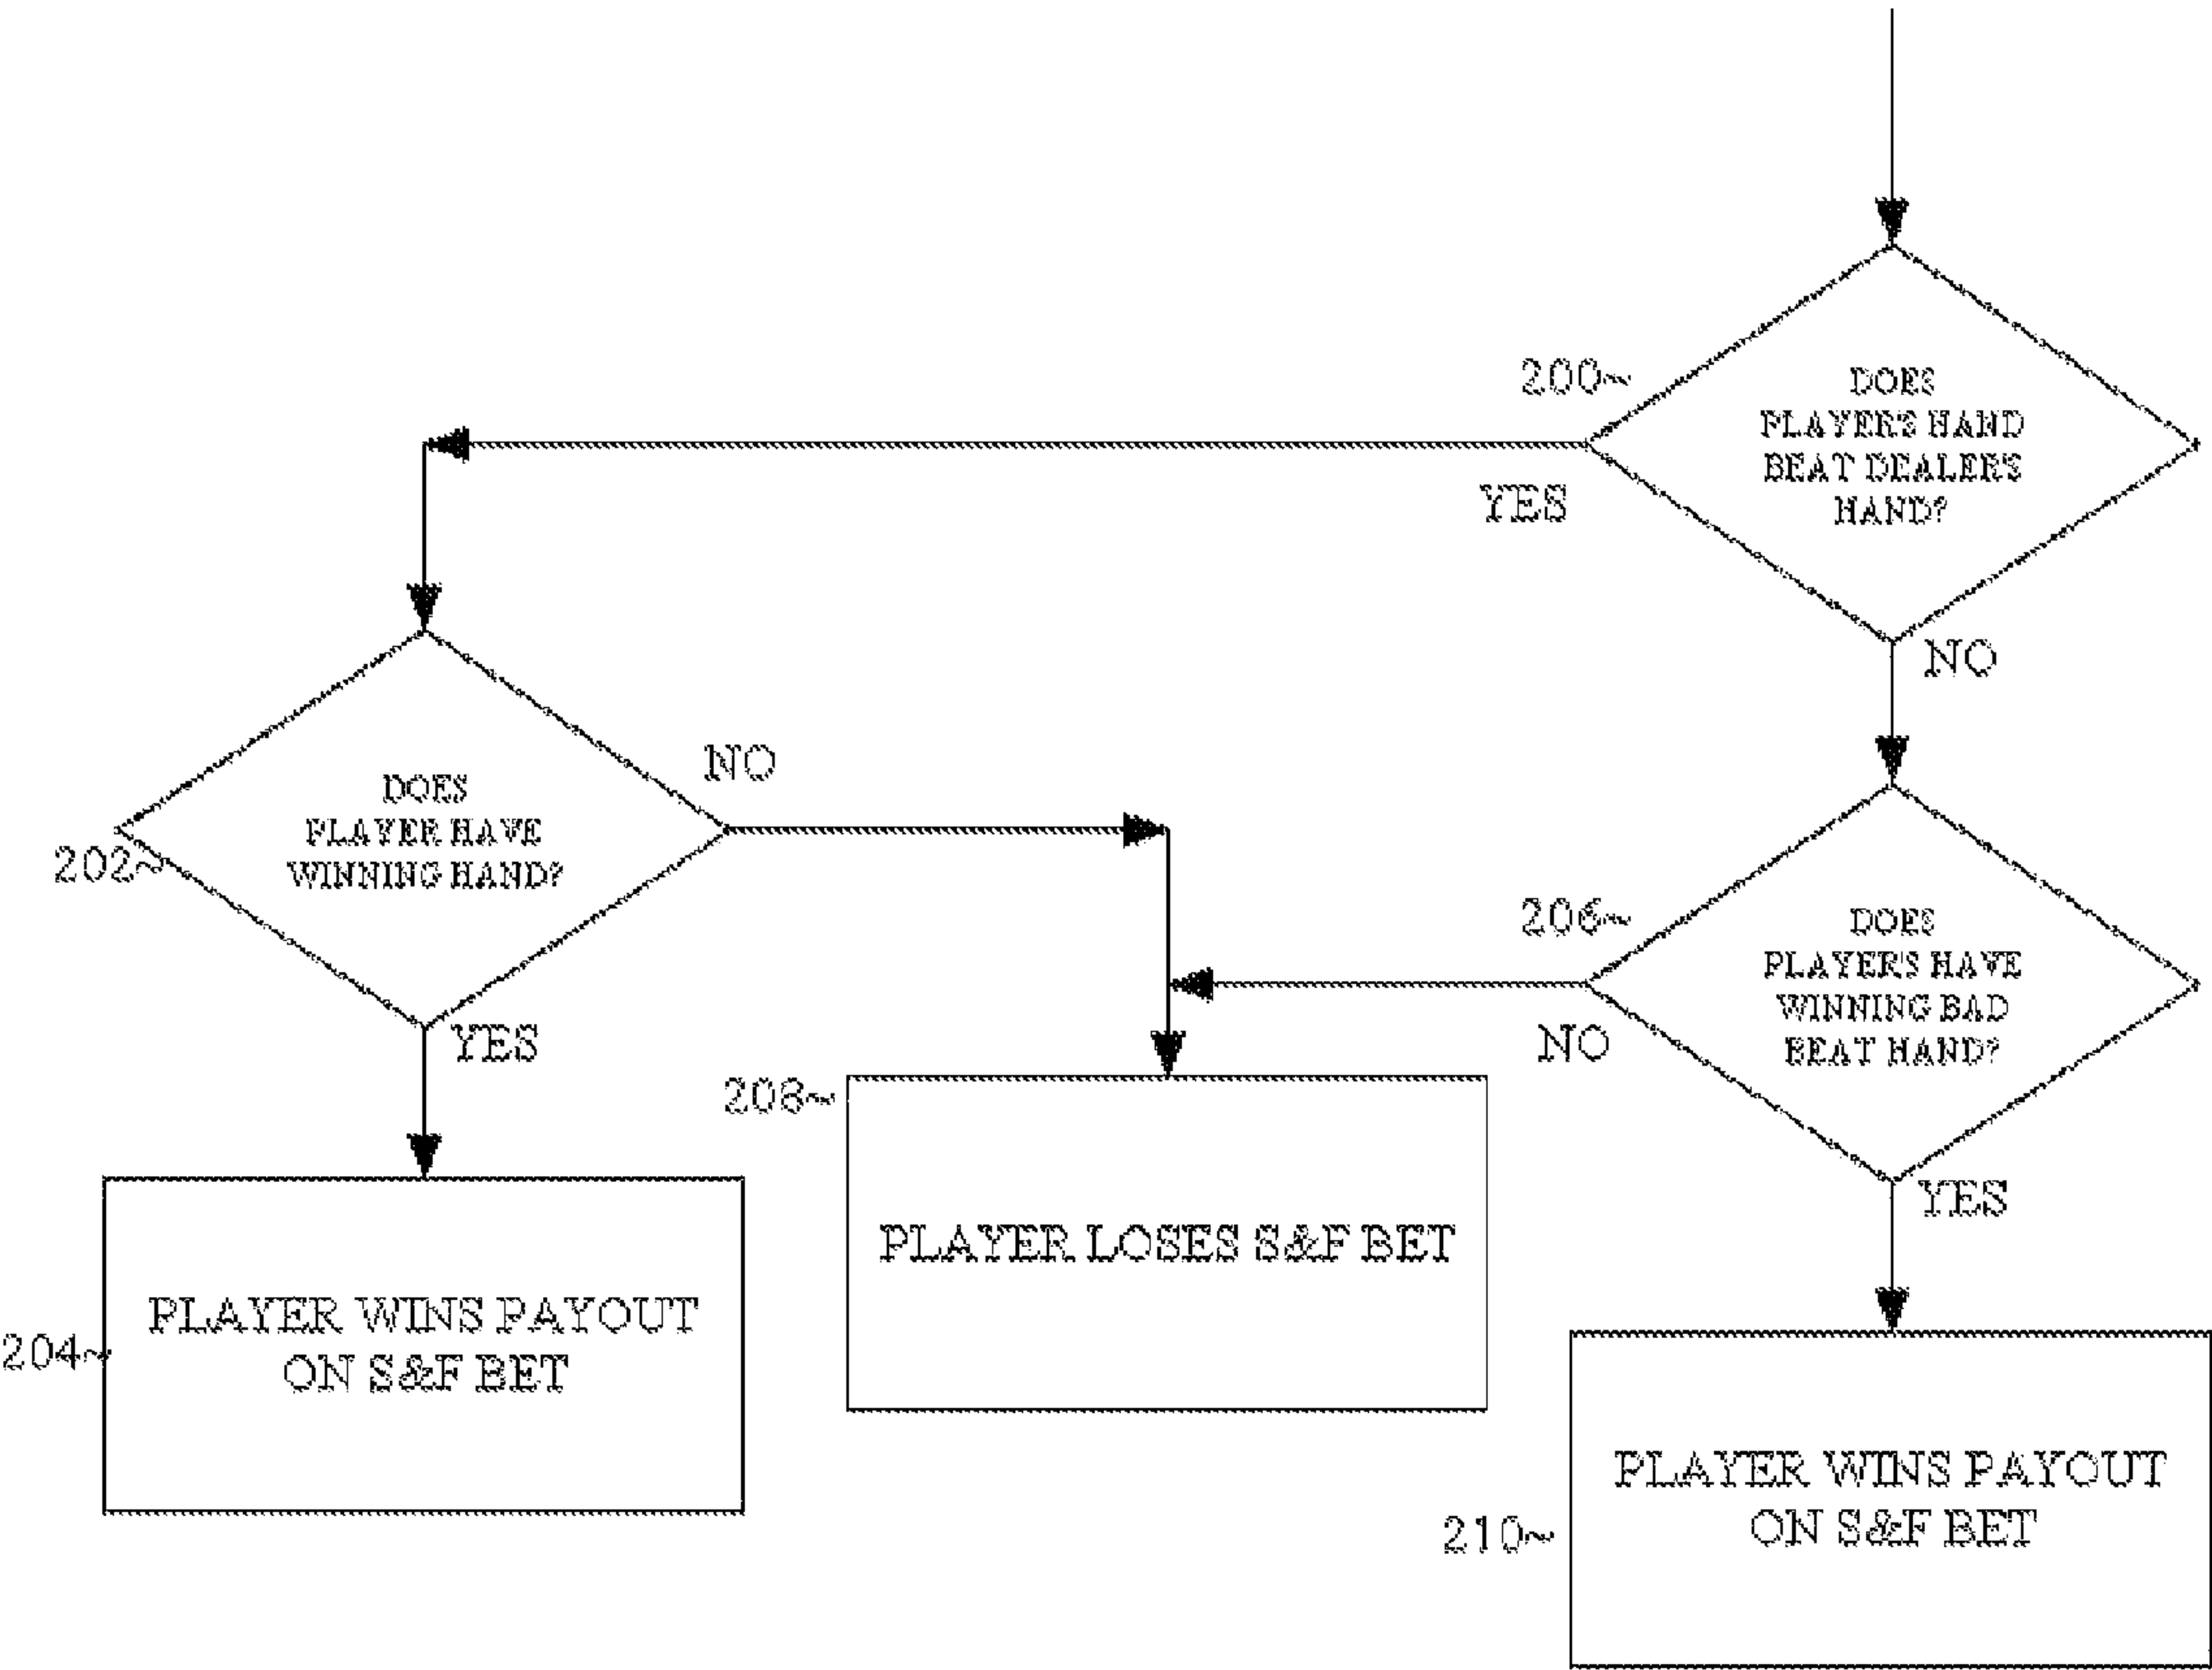 200~
DOES
PLAYER'S HAND
BEAT DEALER'S
HAND?
YES
NO
DOES
PLAYER HAVE
WINNING HAND?
202~
NO
YES
206~
DOES
PLAYER'S HAVE
WINNING BAD
BEAT HAND?
NO
YES
208~
PLAYER LOSES S&F BET
204~
PLAYER WINS PAYOUT
ON S&F BET
210~
PLAYER WINS PAYOUT
ON S&F BET